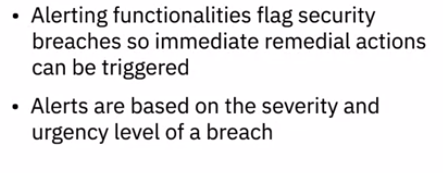 • Alerting functionalities flag security
breaches so immediate remedial actions
can be triggered
• Alerts are based on the severity and
urgency level of a breach